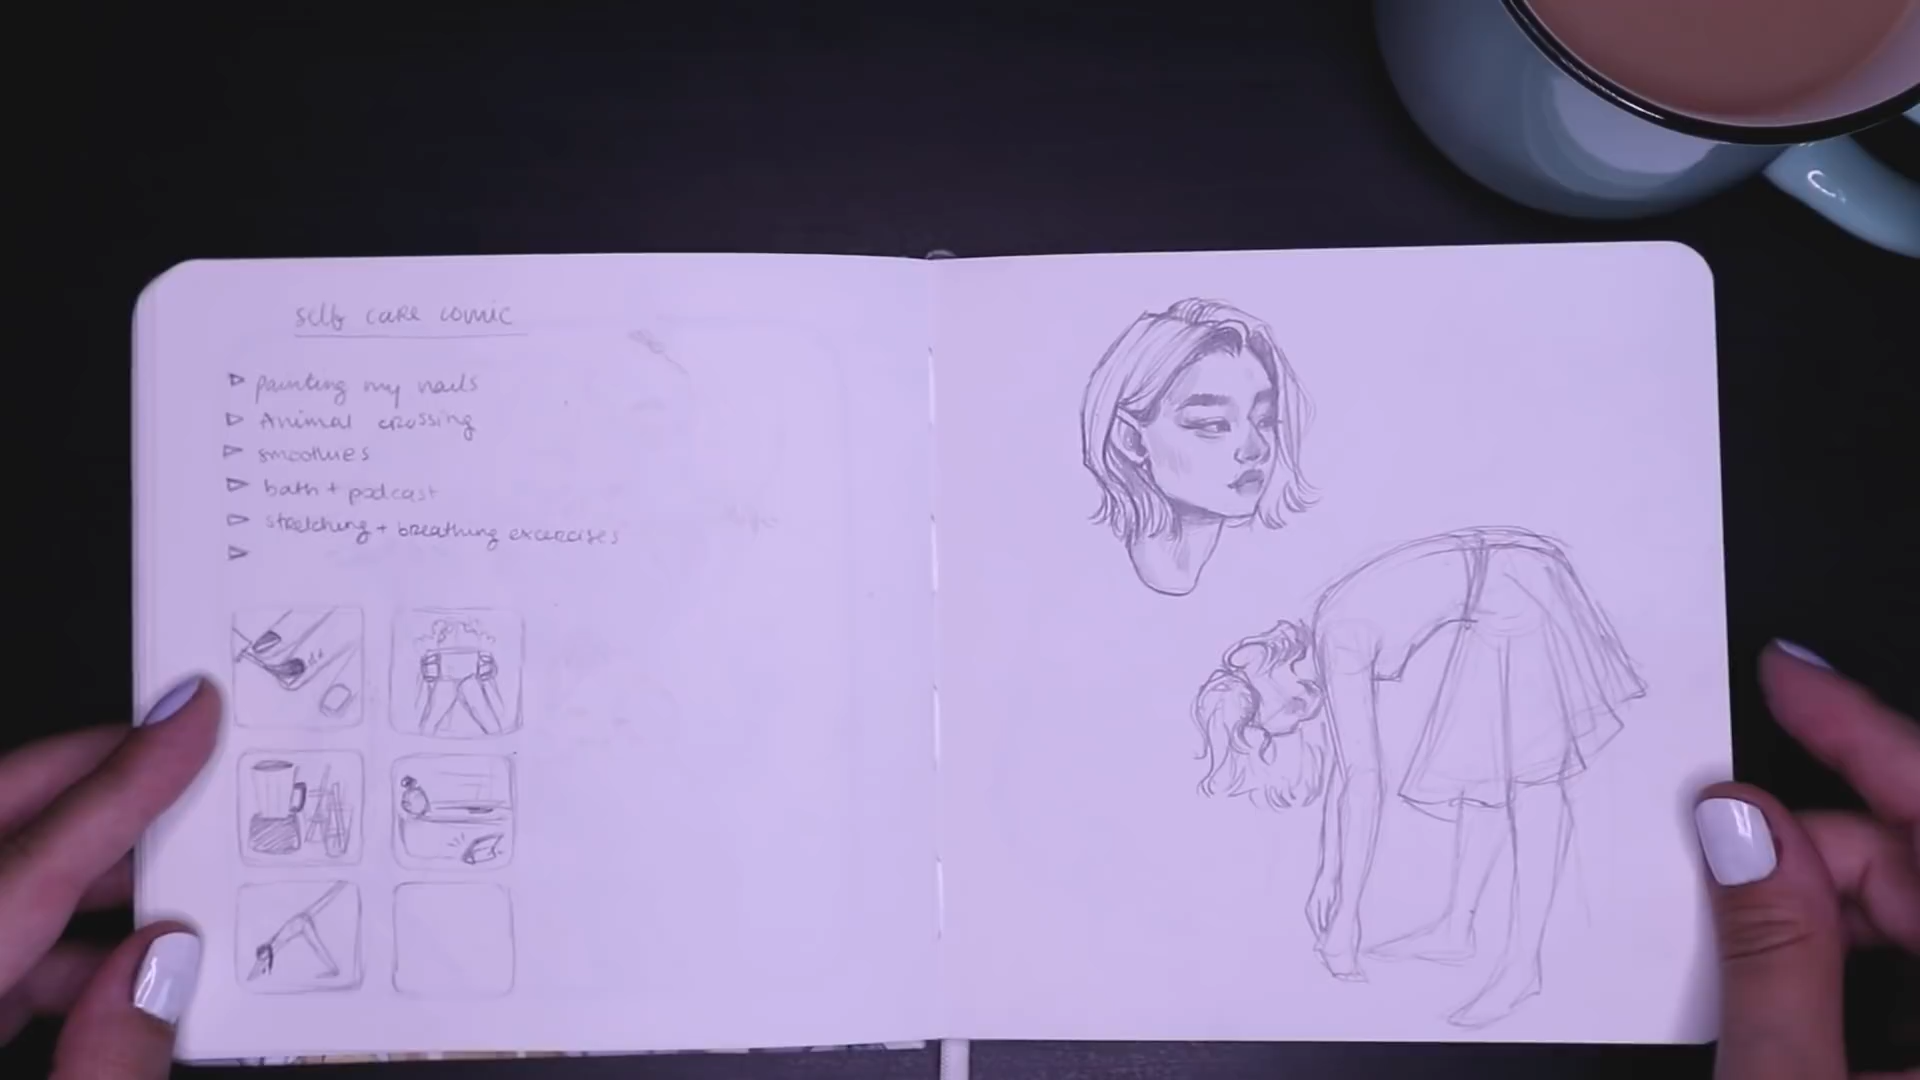 self care comic
painting my nails
Animal crossing
smoothies
bath + podcast
stretching + breathing excercises